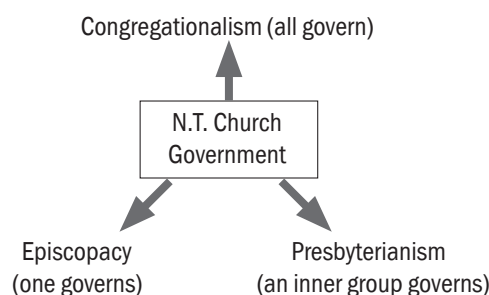 Congregationalism (all govern)
N.T. Church
Government
Episcopacy
(one governs)
Presbyterianism
(an inner group governs)